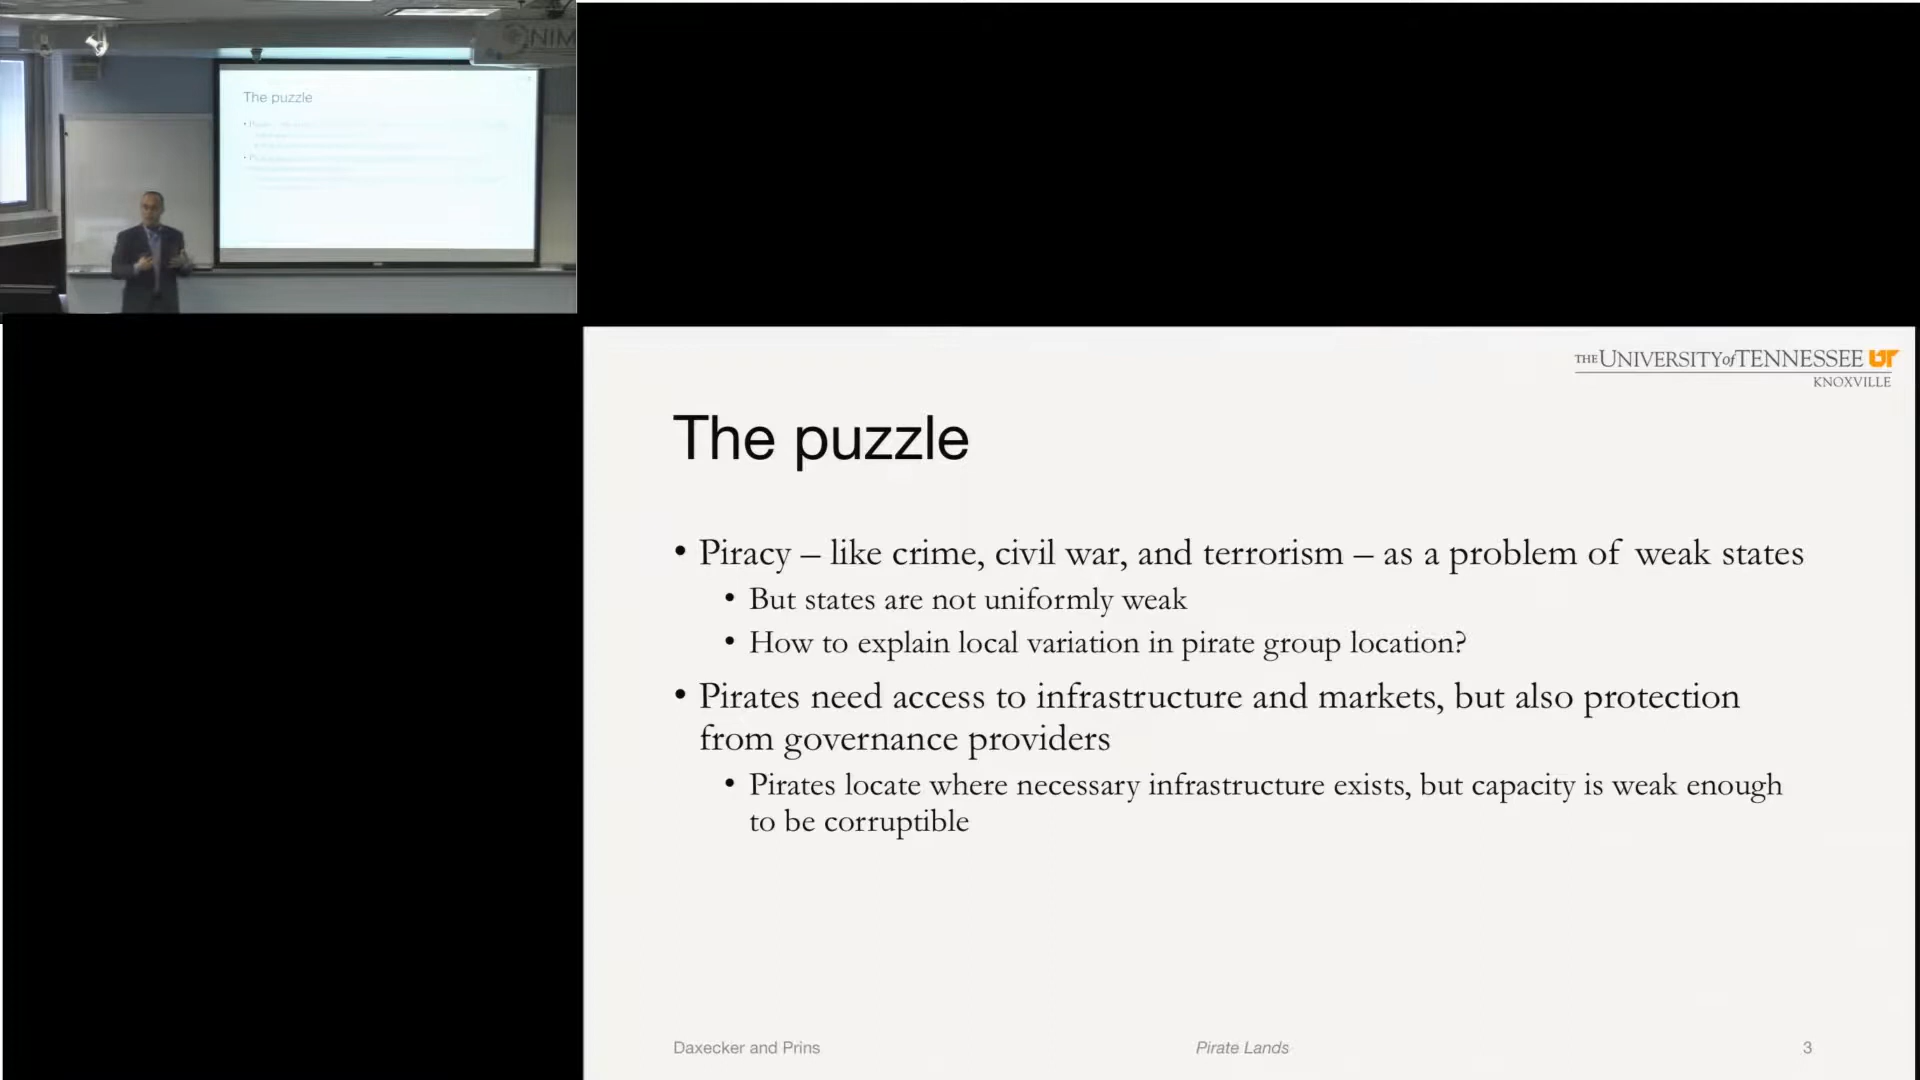 NIM
The puzzle
THE UNIVERSITY of TENNESSEE UT
KNOXVILLE
The puzzle
• Piracy – like crime, civil war, and terrorism – as a problem of weak states
• But states are not uniformly weak
• How to explain local variation in pirate group location?
• Pirates need access to infrastructure and markets, but also protection
from governance providers
• Pirates locate where necessary infrastructure exists, but capacity is weak enough
to be corruptible
Daxecker and Prins
Pirate Lands
3